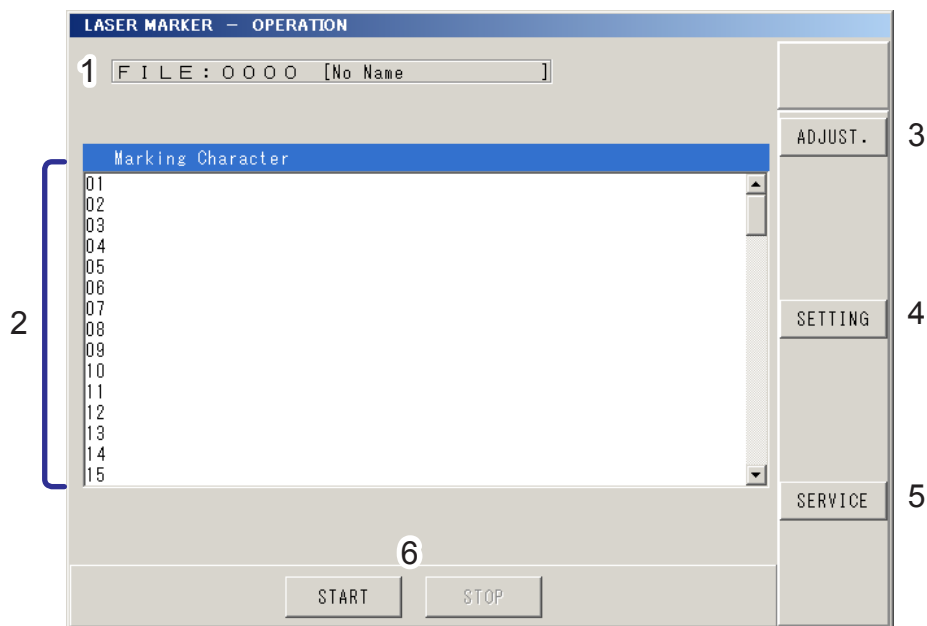 LASER MARKER － OPERATION
1 ＦＩＬＥ：００００ [No Name ]
ADJUST. 3
Marking Character
01
02
03
04
05
06
07
2
08
SETTING 4
09
10
11
12
13
14
15
SERVICE 5
6
START STOP